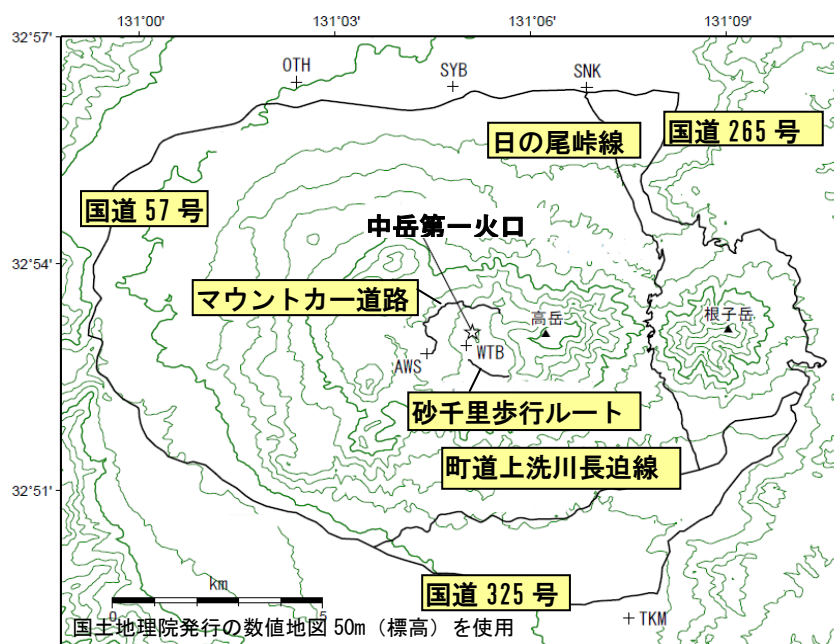 131°00'
131°03'
131°06'
131°09'
32°57'
OTH
SYB
SNK
日の尾峠線
国道 265 号
国道 57 号
中岳第一火口
32°54'
マウントカー道路
高岳
根子岳
WTB
AWS
砂千里歩行ルート
町道上洗川長迫線
32°51'
km
国道 325 号
0
5
TKM
国土地理院発行の数値地図 50m（標高）を使用